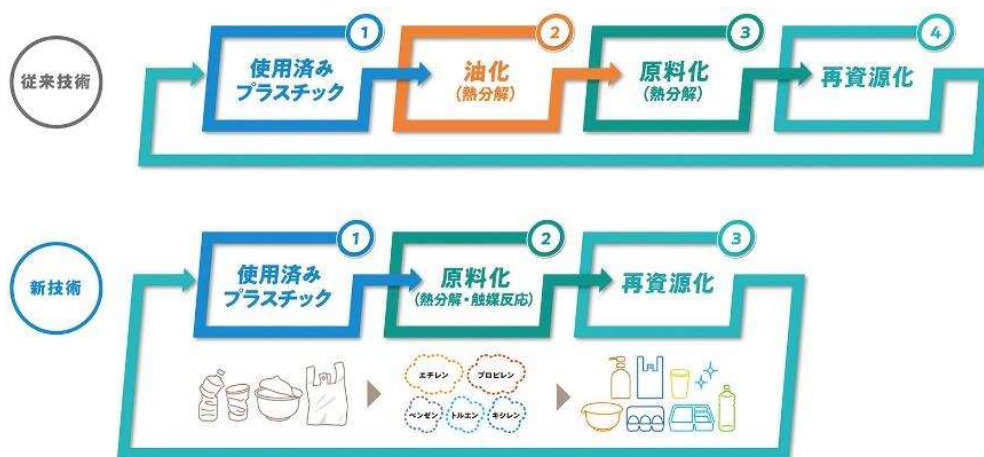 従来技術
1
使用済み
プラスチック
2
油化
(熱分解)
3
原料化
(熱分解)
4
再資源化
新技術
1
使用済み
プラスチック
2
原料化
(熱分解・触媒反応)
3
再資源化
エチレン
プロピレン
ベンゼン
トルエン
キシレン